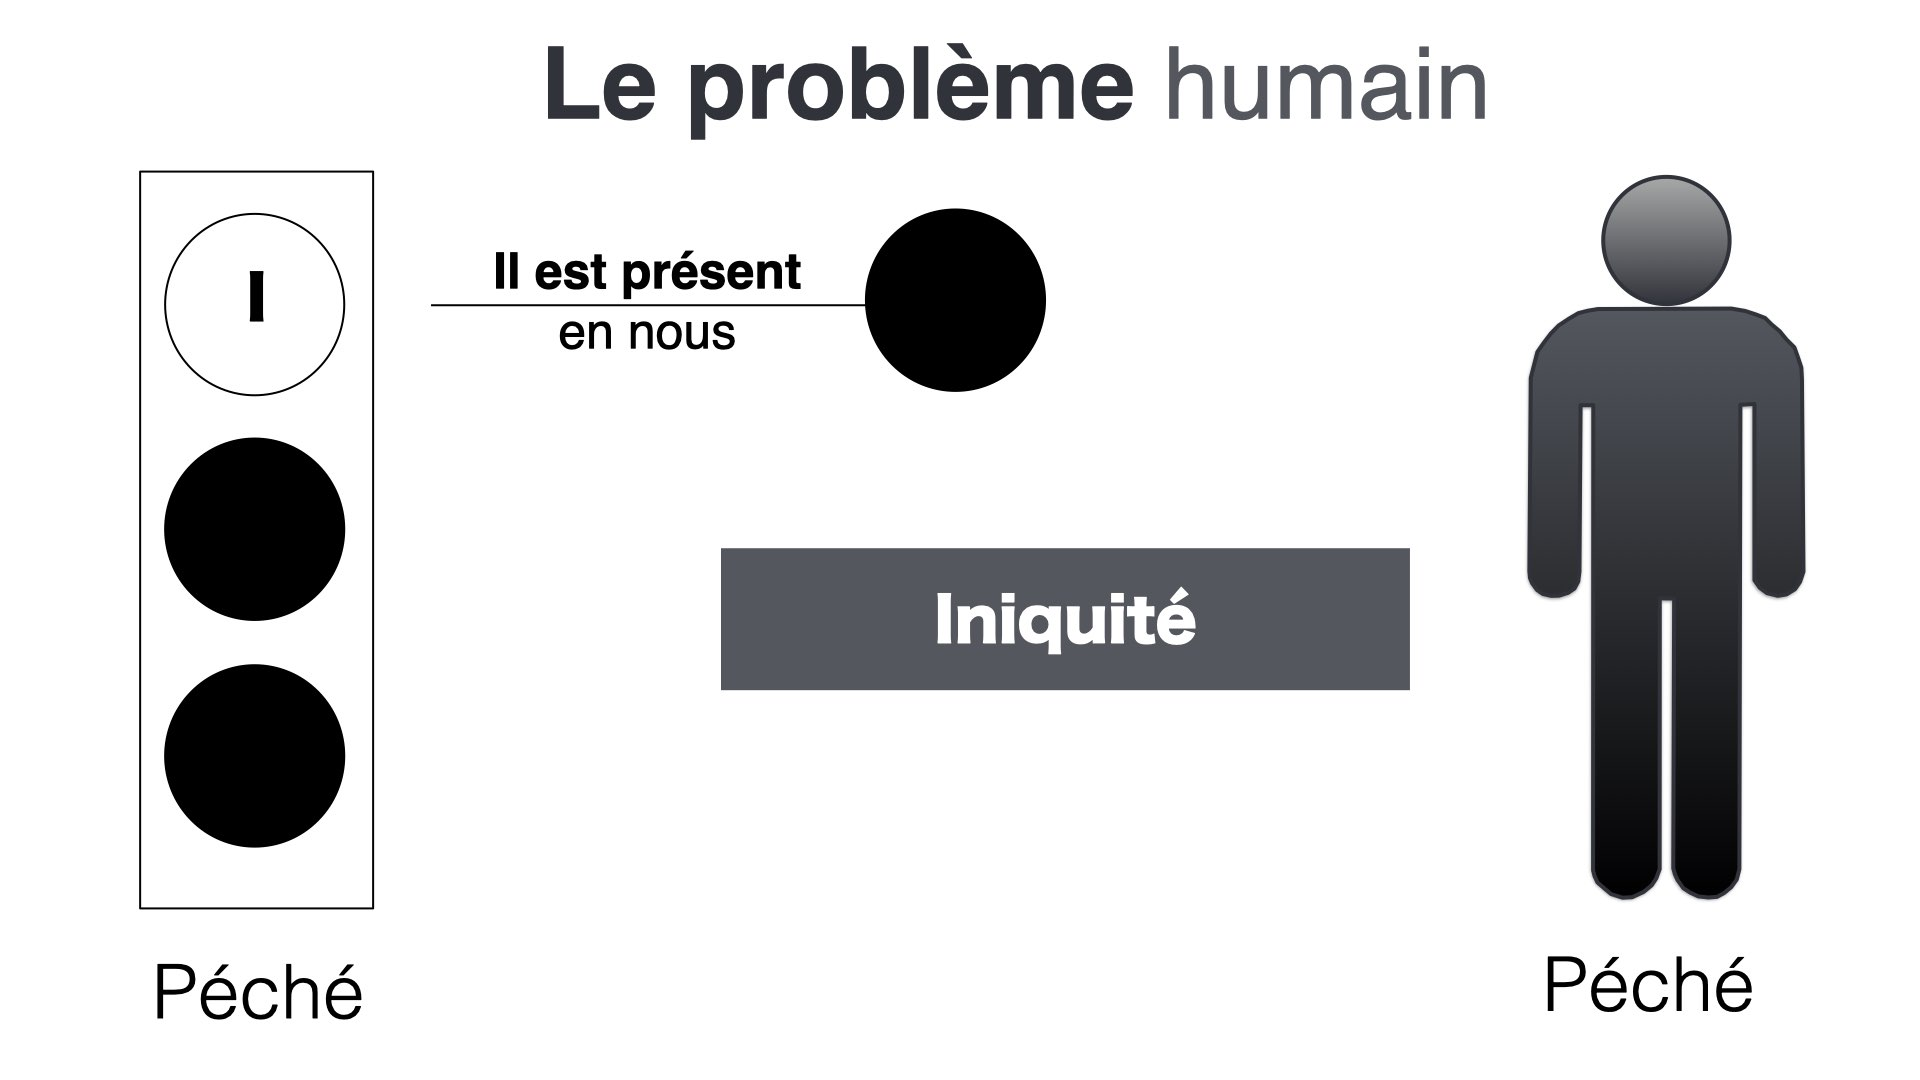 Le problème humain
I
Il est présent
en nous
Iniquité
Péché
Péché